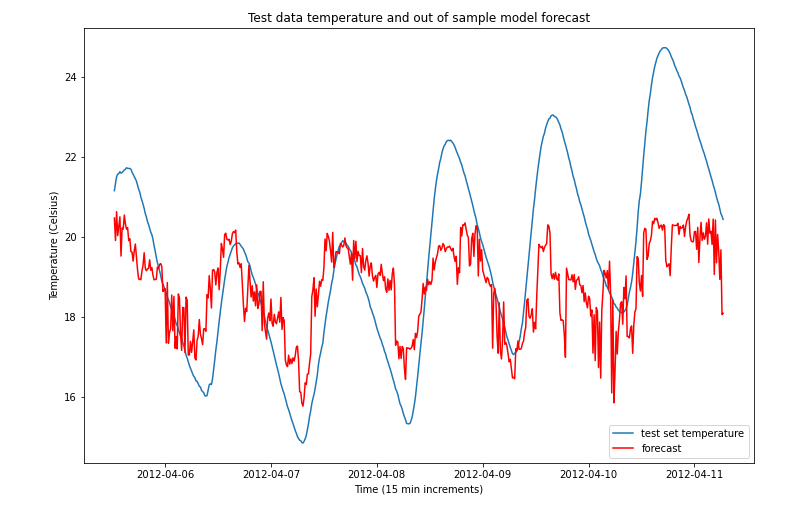 Test data temperature and out of sample model forecast
Temperature (Celsius)
24
22
20
18
16
2012-04-06 2012-04-07 2012-04-08 2012-04-09 2012-04-10 2012-04-11
Time (15 min increments)
test set temperature
forecast